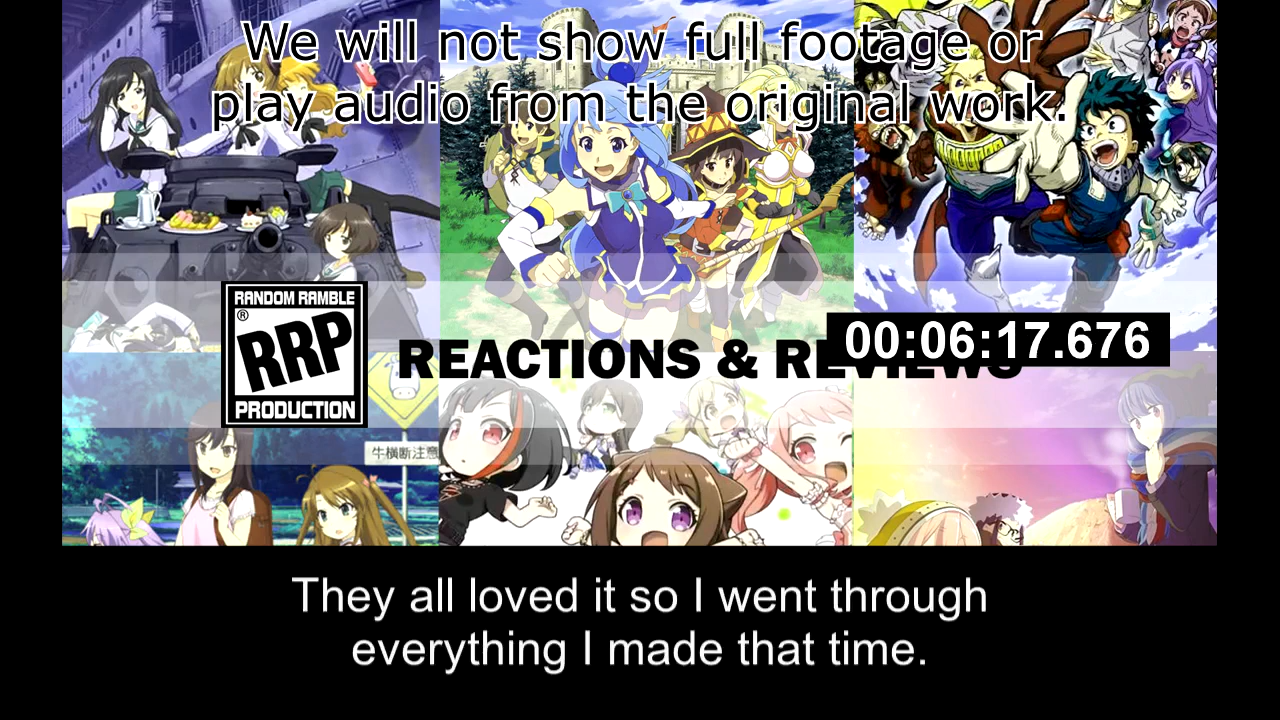 We will not show full footage or
play audio from the original work.
RANDOM RAMBLE
®
RRP
PRODUCTION
REACTIONS & REVIEWS
00:06:17.676
牛横断注意
They all loved it so I went through
everything I made that time.